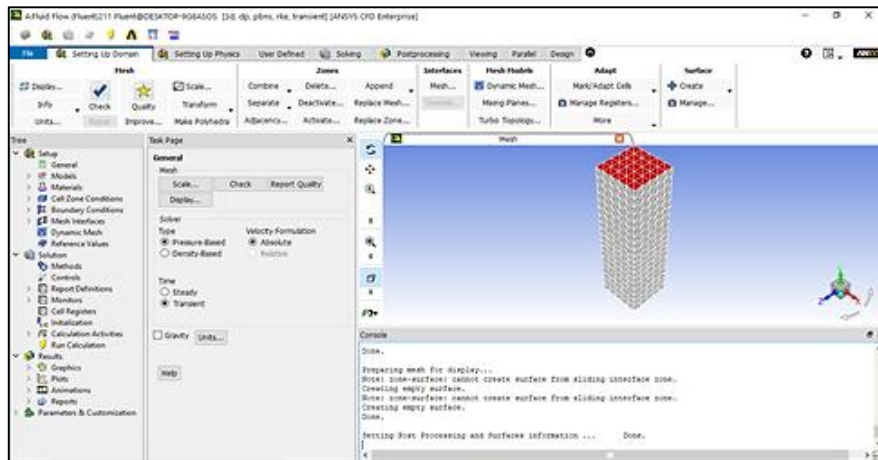 A:Fluid Flow (Fluent)211 Fluent@DESKTOP-9G8ASOS [3d, dp, pbns, rke, transient] [ANSYS CFD Enterprise]
File Setting Up Domain Setting Up Physics User Defined Solving Postprocessing Viewing Parallel Design
Mesh Zones Interfaces Mesh Models Adapt Surface
Display... Scale... Combine Delete... Append Mesh... Dynamic Mesh... Mark/Adapt Cells Create
Info Check Quality Transform Separate Deactivate... Replace Mesh... Mixing Planes... Manage Registers... Manage...
Units... Improve... Make Polyhedra Adjacency... Activate... Replace Zone... Turbo Topology... More
Tree
Setup
General
Models
Materials
Cell Zone Conditions
Boundary Conditions
Mesh Interfaces
Dynamic Mesh
Reference Values
Solution
Methods
Controls
Report Definitions
Monitors
Cell Registers
Initialization
Calculation Activities
Run Calculation
Results
Graphics
Plots
Animations
Reports
Parameters & Customization
Task Page
General
Mesh
Scale... Check Report Quality
Display...
Solver
Type Velocity Formulation
Pressure-Based Absolute
Density-Based Relative
Time
Steady
Transient
Gravity Units...
Help
Mesh
Console
Done.
Preparing mesh for display...
Note: zone-surface: cannot create surface from sliding interface zone.
Creating empty surface.
Note: zone-surface: cannot create surface from sliding interface zone.
Creating empty surface.
Done.
Setting Post Processing and Surfaces information ... Done.